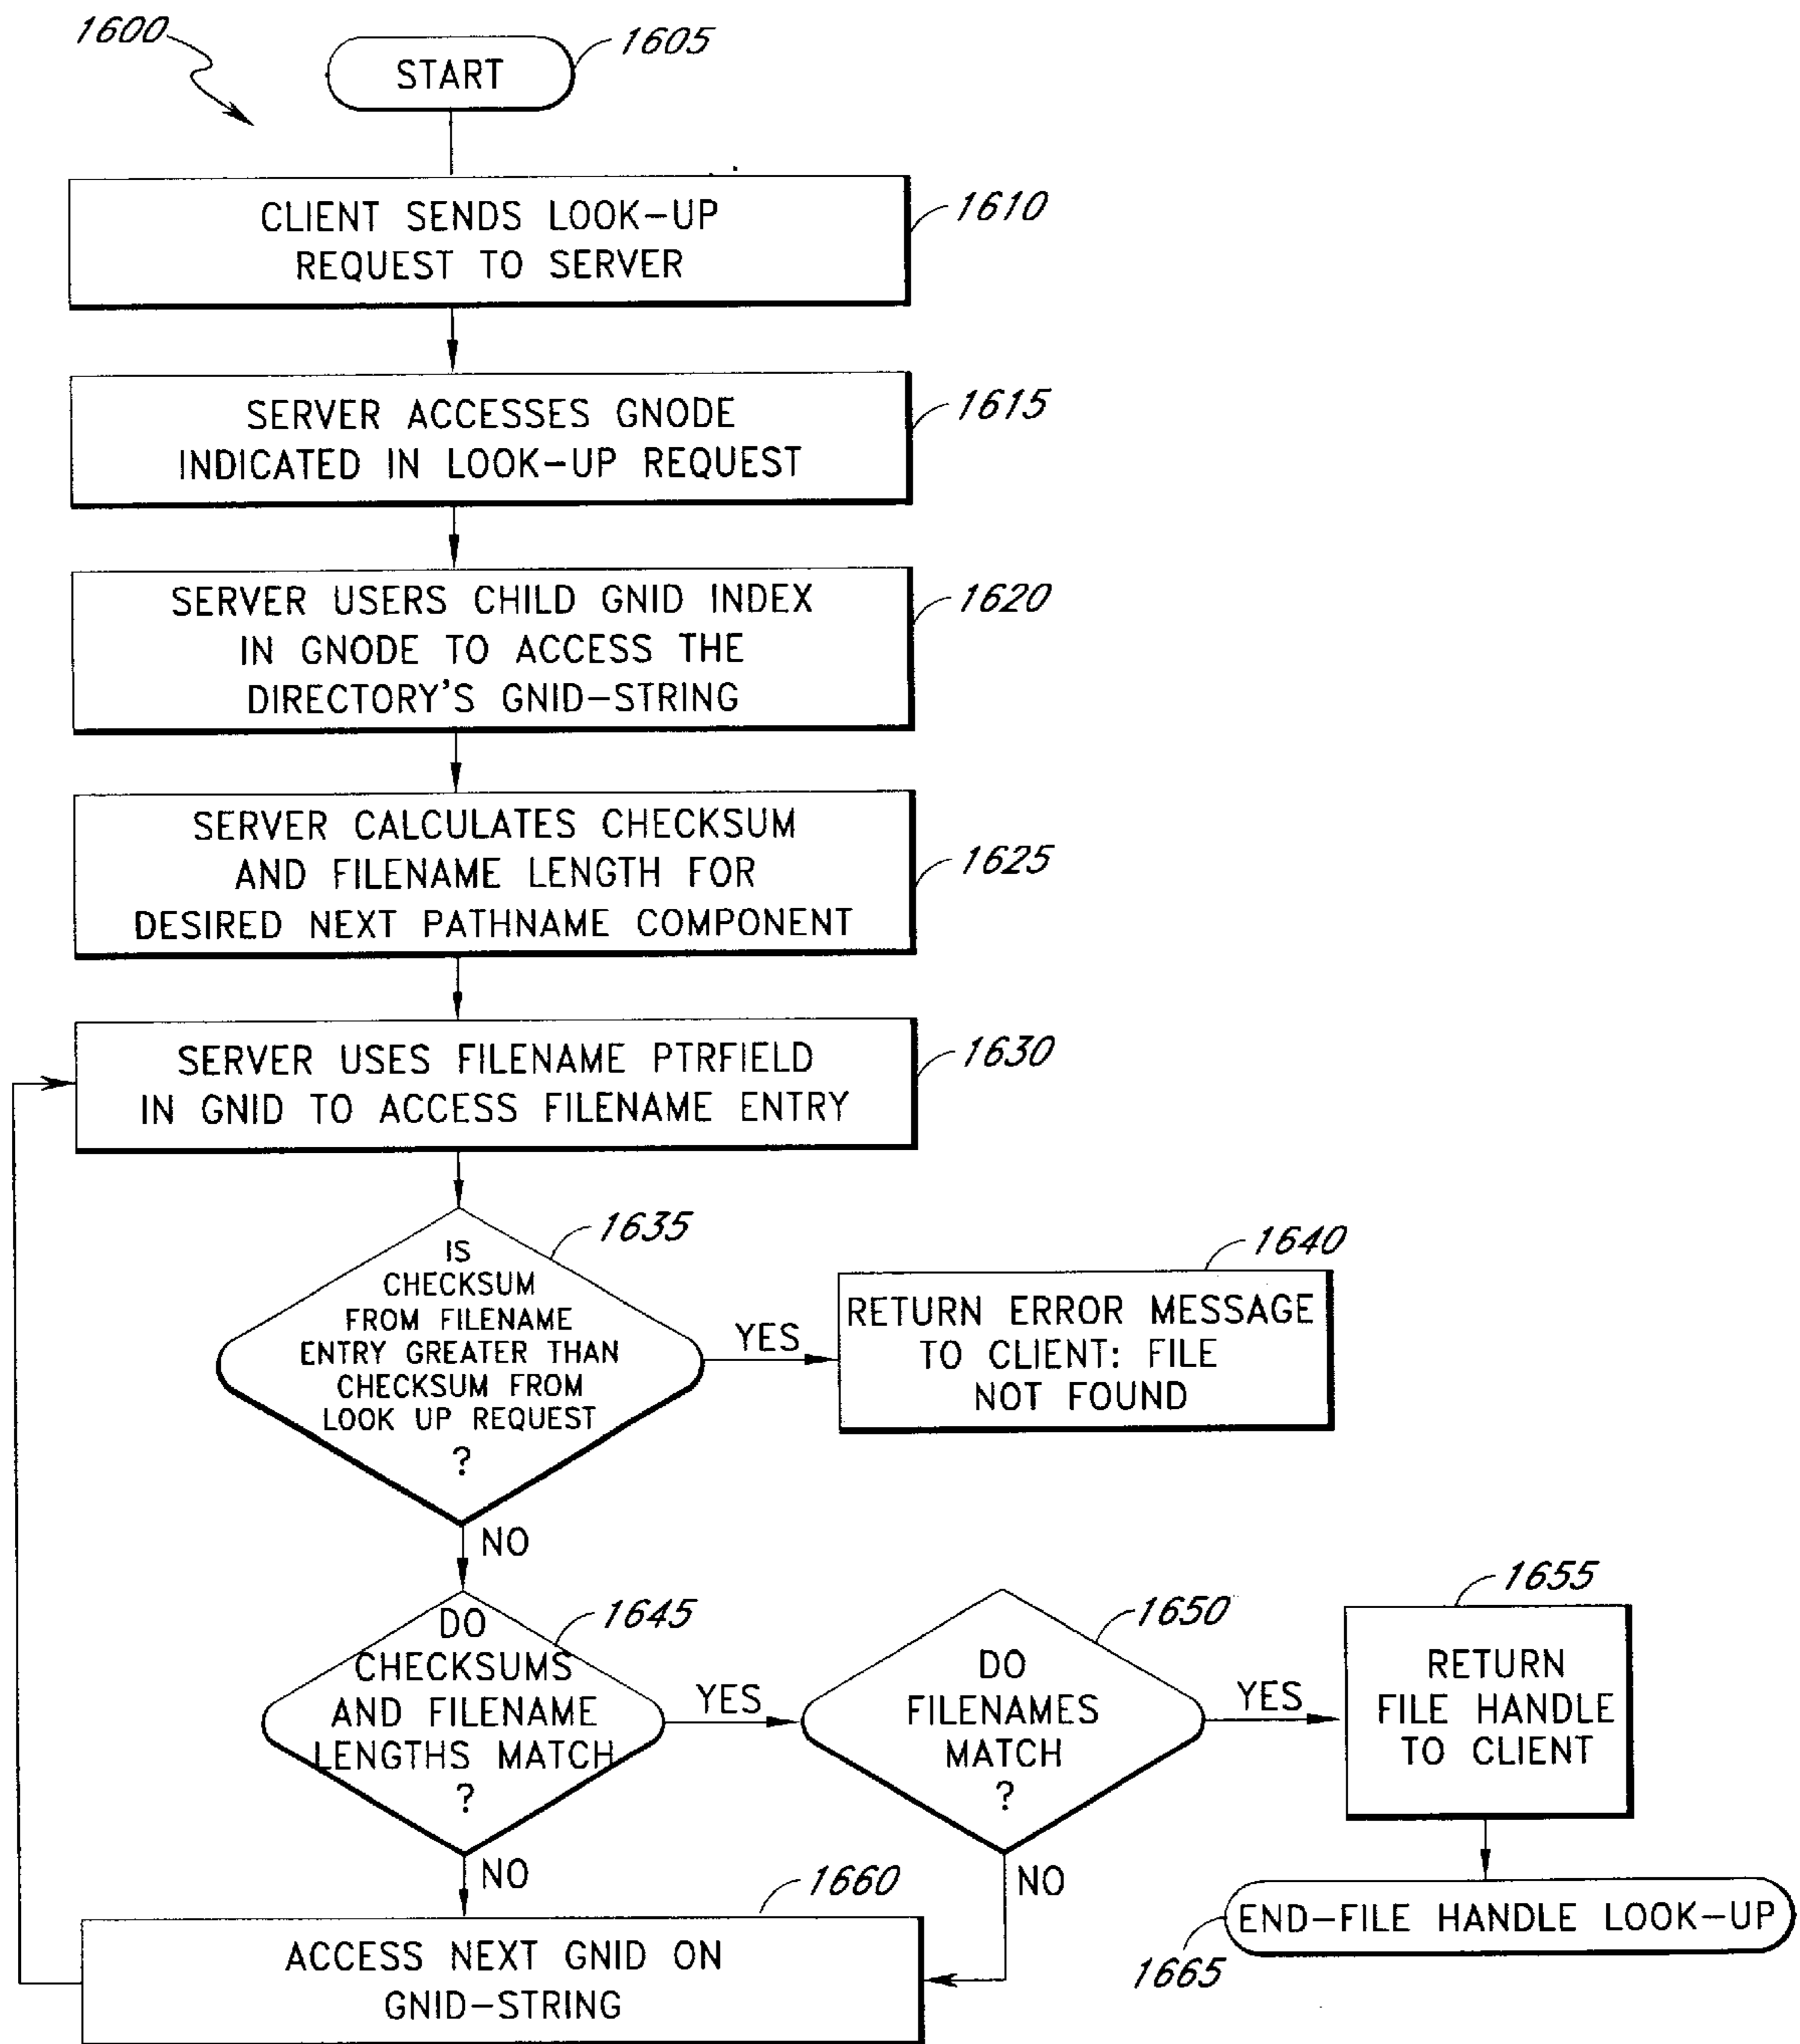 1600
START
1605
CLIENT SENDS LOOK-UP
REQUEST TO SERVER
1610
SERVER ACCESSES GNODE
INDICATED IN LOOK-UP REQUEST
1615
SERVER USERS CHILD GNID INDEX
IN GNODE TO ACCESS THE
DIRECTORY'S GNID-STRING
1620
SERVER CALCULATES CHECKSUM
AND FILENAME LENGTH FOR
DESIRED NEXT PATHNAME COMPONENT
1625
SERVER USES FILENAME PTRFIELD
IN GNID TO ACCESS FILENAME ENTRY
1630
IS
CHECKSUM
FROM FILENAME
ENTRY GREATER THAN
CHECKSUM FROM
LOOK UP REQUEST
?
1635
YES
RETURN ERROR MESSAGE
TO CLIENT: FILE
NOT FOUND
1640
NO
DO
CHECKSUMS
AND FILENAME
LENGTHS MATCH
?
1645
YES
DO
FILENAMES
MATCH
?
1650
YES
RETURN
FILE HANDLE
TO CLIENT
1655
NO
NO
ACCESS NEXT GNID ON
GNID-STRING
1660
END-FILE HANDLE LOOK-UP
1665